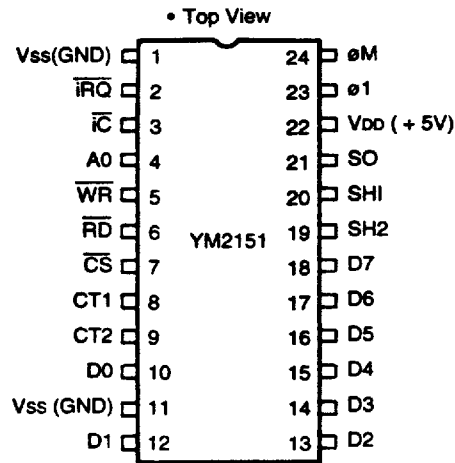 • Top View
Vss(GND) 1 24 øM
iRQ 2 23 ø1
iC 3 22 VDD ( + 5V)
A0 4 21 SO
WR 5 20 SHI
RD 6 19 SH2
YM2151
CS 7 18 D7
CT1 8 17 D6
CT2 9 16 D5
D0 10 15 D4
Vss (GND) 11 14 D3
D1 12 13 D2